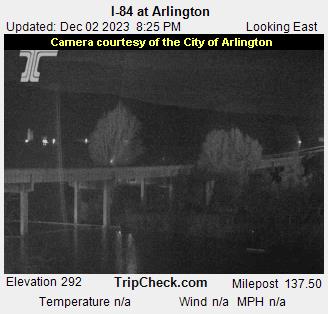 I-84 at Arlington
Updated: Dec 02 2023 8:25 PM Looking East
Camera courtesy of the City of Arlington
Elevation 292 TripCheck.com Milepost 137.50
Temperature n/a Wind n/a MPH n/a